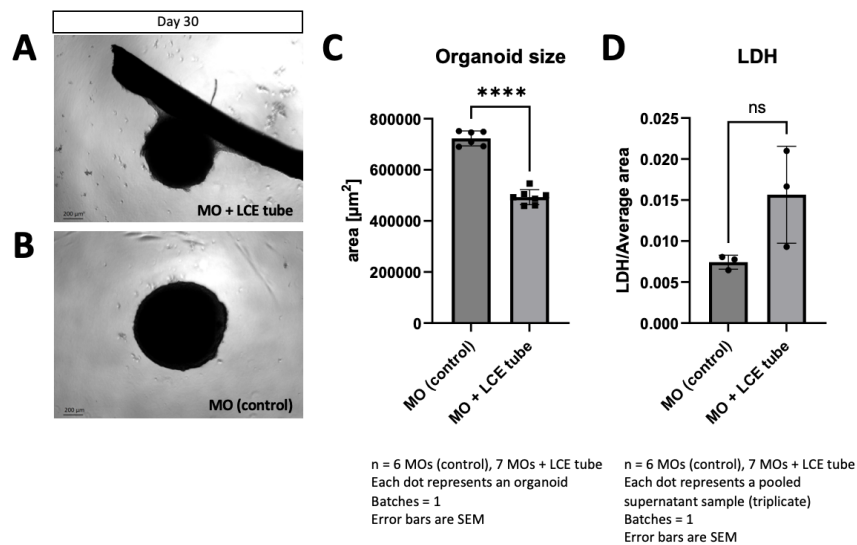 Day 30
A
200 µm
MO + LCE tube
B
200 µm
MO (control)
C
Organoid size
****
area [µm²]
800000
600000
400000
200000
0
MO (control)
MO + LCE tube
n = 6 MOs (control), 7 MOs + LCE tube
Each dot represents an organoid
Batches = 1
Error bars are SEM
D
LDH
ns
LDH/Average area
0.025
0.020
0.015
0.010
0.005
0.000
MO (control)
MO + LCE tube
n = 6 MOs (control), 7 MOs + LCE tube
Each dot represents a pooled
supernatant sample (triplicate)
Batches = 1
Error bars are SEM